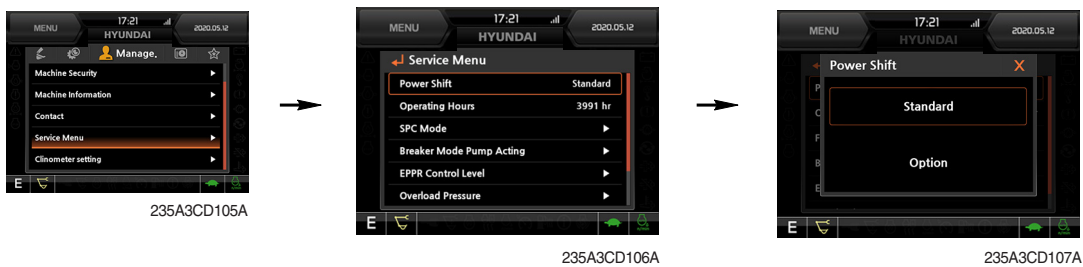 MENU
17:21
HYUNDAI
2020.05.12
Manage.
Machine Security
Machine Information
Contact
Service Menu
Clinometer setting
E
235A3CD105A
MENU
17:21
HYUNDAI
2020.05.12
Service Menu
Power Shift Standard
Operating Hours 3991 hr
SPC Mode
Breaker Mode Pump Acting
EPPR Control Level
Overload Pressure
E
235A3CD106A
MENU
17:21
HYUNDAI
2020.05.12
Power Shift X
Standard
Option
E
235A3CD107A